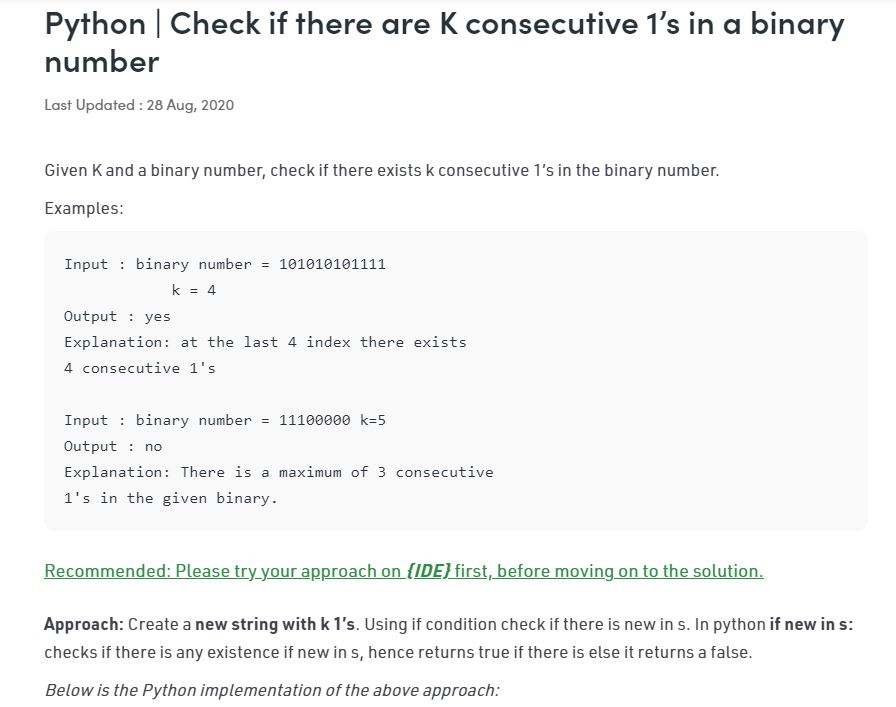 Python | Check if there are K consecutive 1’s in a binary
number
Last Updated : 28 Aug, 2020
Given K and a binary number, check if there exists k consecutive 1’s in the binary number.
Examples:
Input : binary number = 101010101111
k = 4
Output : yes
Explanation: at the last 4 index there exists
4 consecutive 1's
Input : binary number = 11100000 k=5
Output : no
Explanation: There is a maximum of 3 consecutive
1's in the given binary.
Recommended: Please try your approach on {IDE} first, before moving on to the solution.
Approach: Create a new string with k 1’s. Using if condition check if there is new in s. In python if new in s:
checks if there is any existence if new in s, hence returns true if there is else it returns a false.
Below is the Python implementation of the above approach: